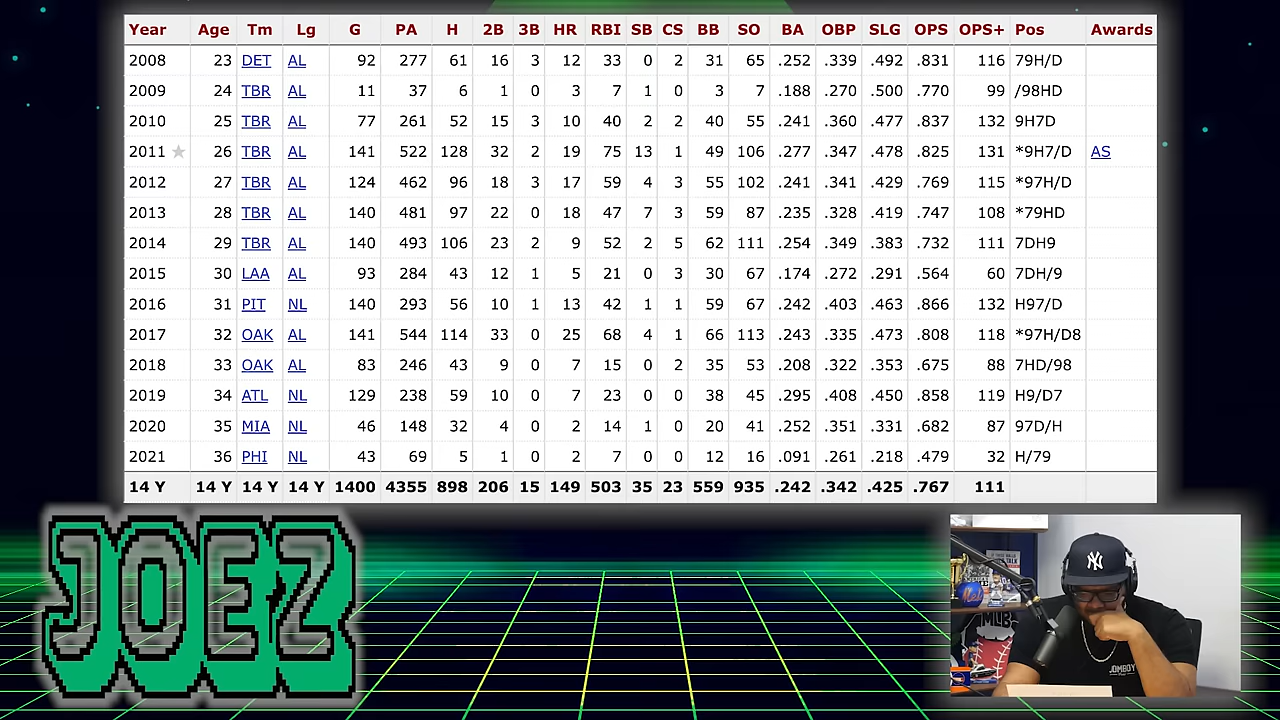 Year Age Tm Lg G PA H 2B 3B HR RBI SB CS BB SO BA OBP SLG OPS OPS+ Pos Awards
2008 23 DET AL 92 277 61 16 3 12 33 0 2 31 65 .252 .339 .492 .831 116 79H/D
2009 24 TBR AL 11 37 6 1 0 3 7 1 0 3 7 .188 .270 .500 .770 99 /98HD
2010 25 TBR AL 77 261 52 15 3 10 40 2 2 40 55 .241 .360 .477 .837 132 9H7D
2011 ★ 26 TBR AL 141 522 128 32 2 19 75 13 1 49 106 .277 .347 .478 .825 131 *9H7/D AS
2012 27 TBR AL 124 462 96 18 3 17 59 4 3 55 102 .241 .341 .429 .769 115 *97H/D
2013 28 TBR AL 140 481 97 22 0 18 47 7 3 59 87 .235 .328 .419 .747 108 *79HD
2014 29 TBR AL 140 493 106 23 2 9 52 2 5 62 111 .254 .349 .383 .732 111 7DH9
2015 30 LAA AL 93 284 43 12 1 5 21 0 3 30 67 .174 .272 .291 .564 60 7DH/9
2016 31 PIT NL 140 293 56 10 1 13 42 1 1 59 67 .242 .403 .463 .866 132 H97/D
2017 32 OAK AL 141 544 114 33 0 25 68 4 1 66 113 .243 .335 .473 .808 118 *97H/D8
2018 33 OAK AL 83 246 43 9 0 7 15 0 2 35 53 .208 .322 .353 .675 88 7HD/98
2019 34 ATL NL 129 238 59 10 0 7 23 0 0 38 45 .295 .408 .450 .858 119 H9/D7
2020 35 MIA NL 46 148 32 4 0 2 14 1 0 20 41 .252 .351 .331 .682 87 97D/H
2021 36 PHI NL 43 69 5 1 0 2 7 0 0 12 16 .091 .261 .218 .479 32 H/79
14 Y 14 Y 14 Y 14 Y 1400 4355 898 206 15 149 503 35 23 559 935 .242 .342 .425 .767 111
JOEZ
NY
TALK
MLB
JOMBOY